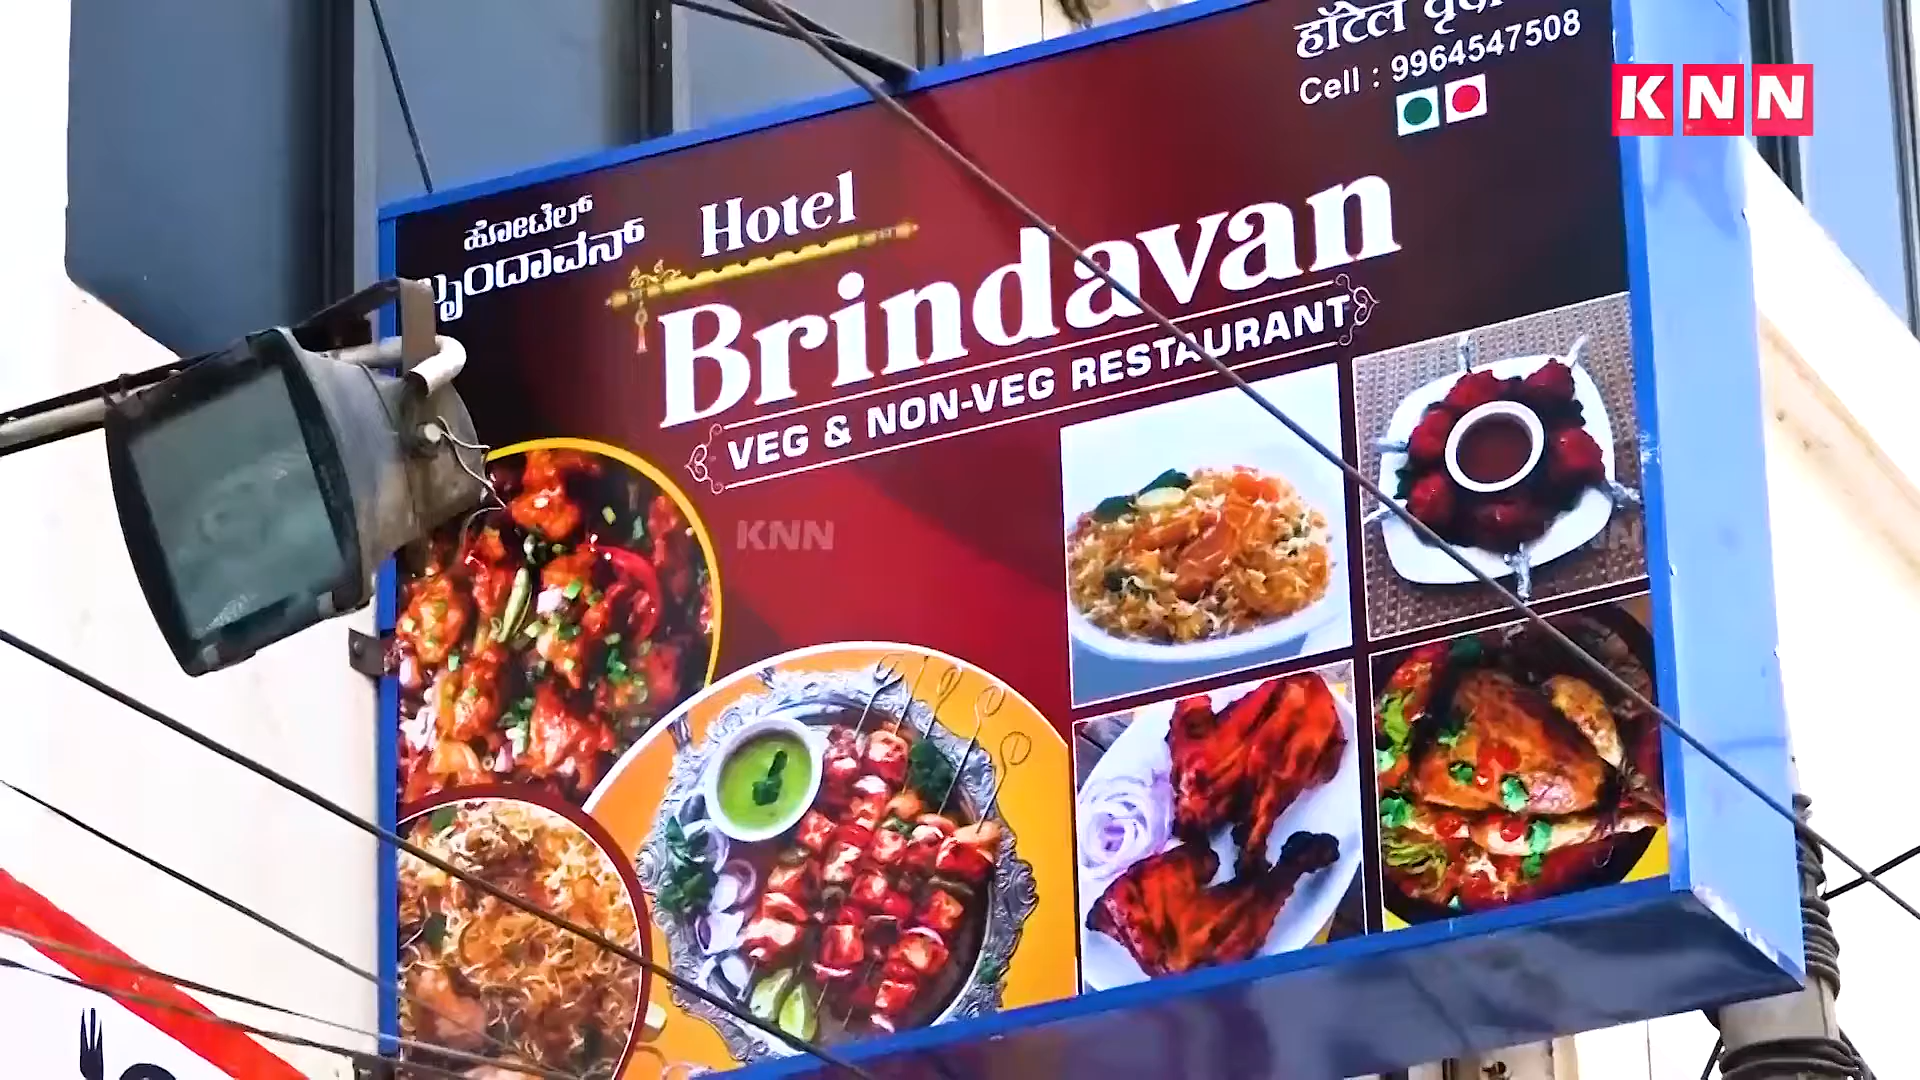 हॉटेल
Cell : 9964547508
KNN
ಹೋಟೆಲ್
ಬೃಂದಾವನ್
Hotel
Brindavan
VEG & NON-VEG RESTAURANT
KNN